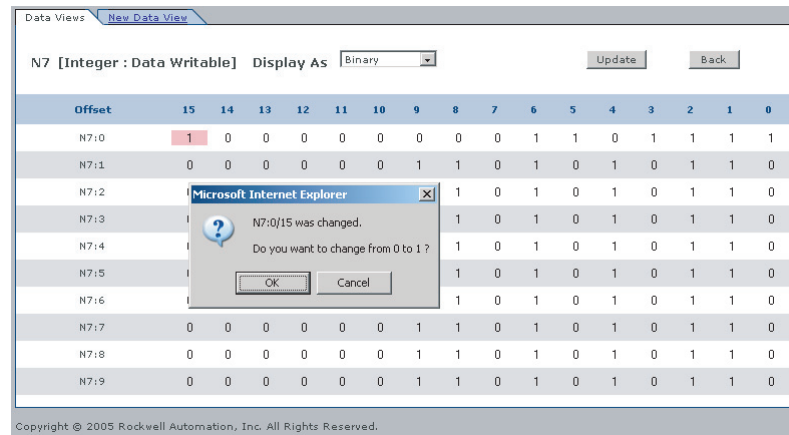 Data Views New Data View
N7 [Integer : Data Writable] Display As Binary Update Back
Offset 15 14 13 12 11 10 9 8 7 6 5 4 3 2 1 0
N7:0 1 0 0 0 0 0 0 0 0 1 1 0 1 1 1 1
N7:1 0 0 0 0 0 0 1 1 0 1 0 1 0 1 1 0
N7:2 1 0 1 0 1 0 1 1 0
Microsoft Internet Explorer
N7:3 1 0 1 0 1 0 1 1 0
N7:0/15 was changed.
N7:4 1 0 1 0 1 0 1 1 0
Do you want to change from 0 to 1 ?
N7:5 1 0 1 0 1 0 1 1 0
OK Cancel
N7:6 1 0 1 0 1 0 1 1 0
N7:7 0 0 0 0 0 0 1 1 0 1 0 1 0 1 1 0
N7:8 0 0 0 0 0 0 1 1 0 1 0 1 0 1 1 0
N7:9 0 0 0 0 0 0 1 1 0 1 0 1 0 1 1 0
Copyright © 2005 Rockwell Automation, Inc. All Rights Reserved.